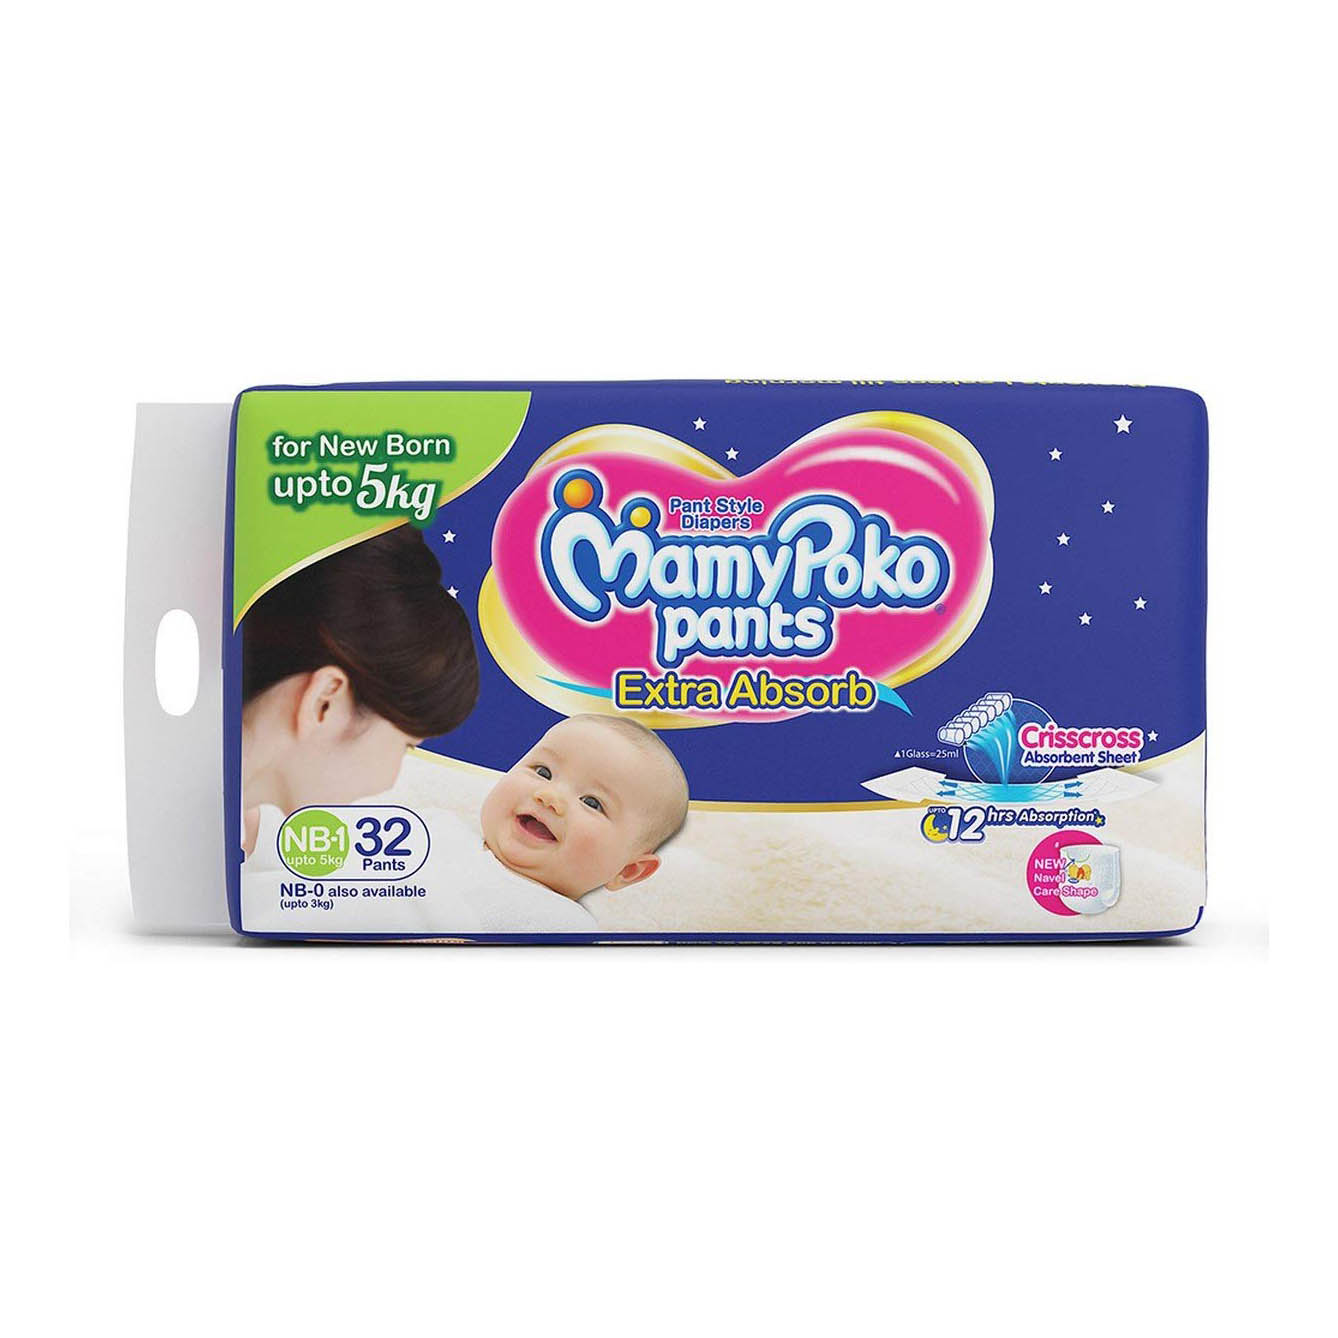 for New Born
upto 5kg
Pant Style
Diapers
MamyPoko
pants
Extra Absorb
▲1Glass=25ml
Crisscross
Absorbent Sheet
UPTO 12 hrs Absorption*
NEW
Navel
Care Shape
NB-1
upto 5kg
32
Pants
NB-0 also available
(upto 3kg)